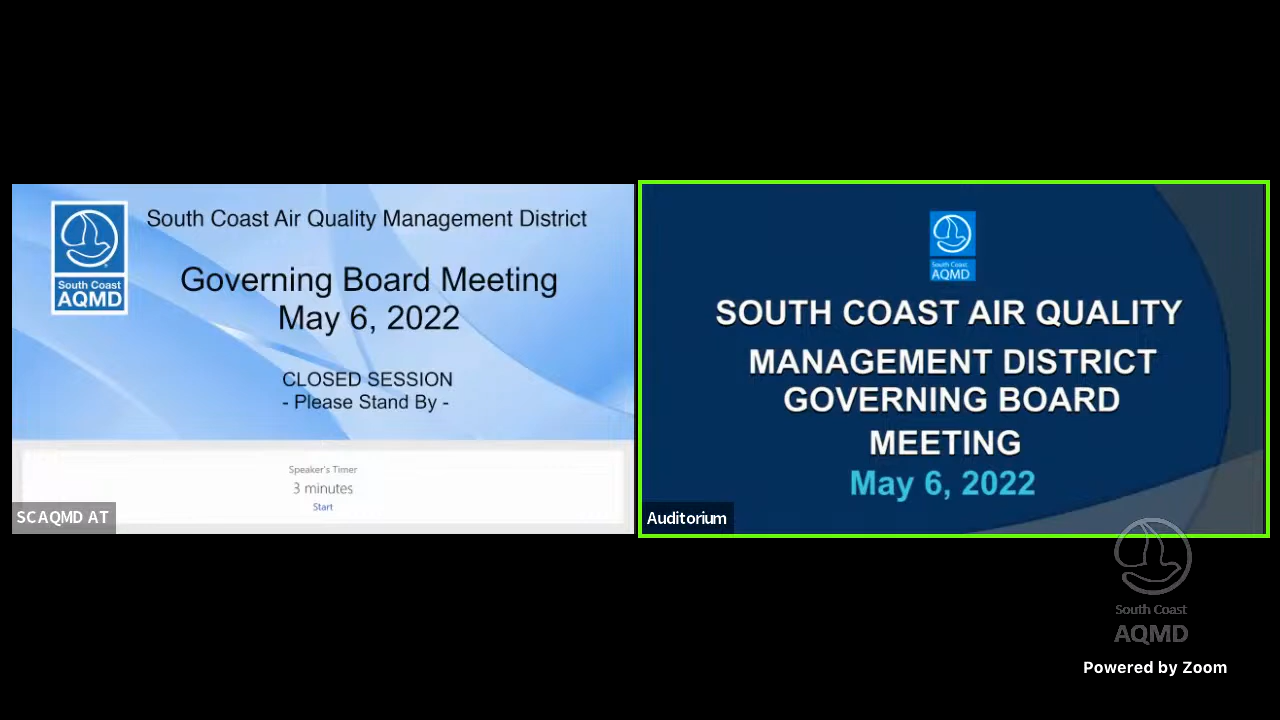 South Coast
AQMD
South Coast Air Quality Management District
Governing Board Meeting
May 6, 2022
CLOSED SESSION
- Please Stand By -
Speaker's Timer
3 minutes
Start
SCAQMD AT
South Coast
AQMD
SOUTH COAST AIR QUALITY
MANAGEMENT DISTRICT
GOVERNING BOARD
MEETING
May 6, 2022
Auditorium
South Coast
AQMD
Powered by Zoom